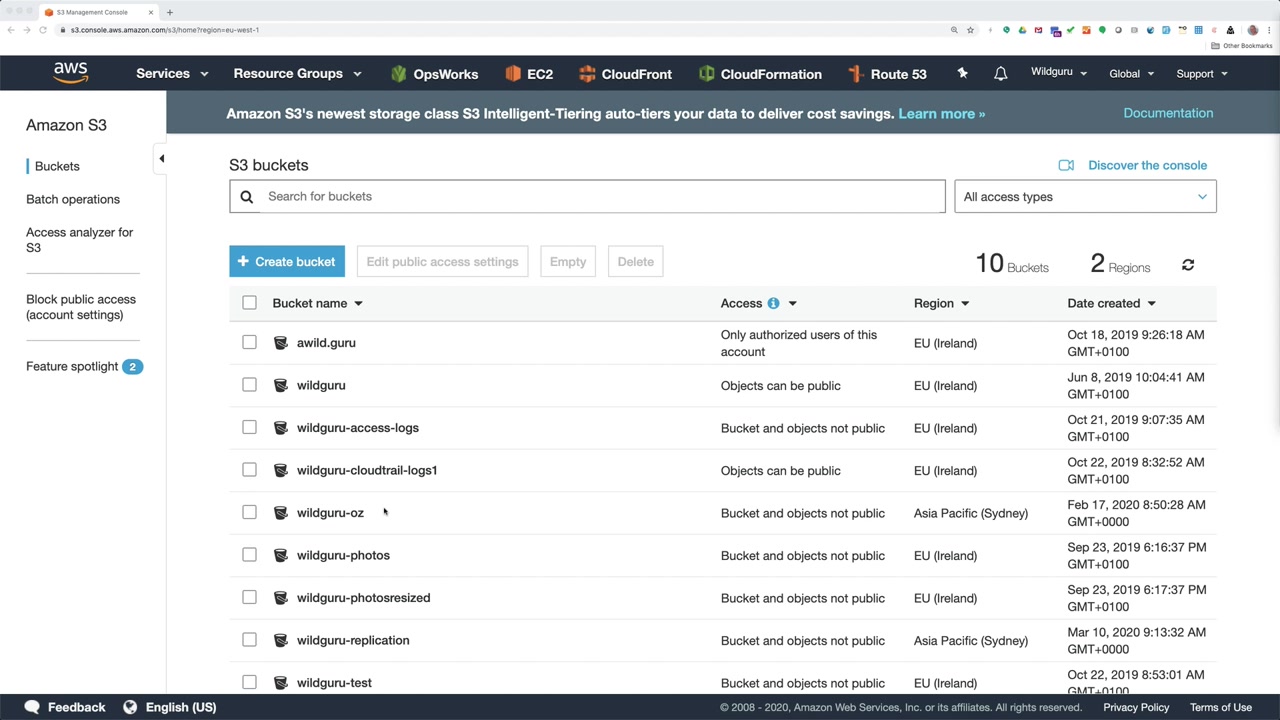 S3 Management Console
s3.console.aws.amazon.com/s3/home?region=eu-west-1
Other Bookmarks
aws
Services
Resource Groups
OpsWorks
EC2
CloudFront
CloudFormation
Route 53
Wildguru
Global
Support
Amazon S3's newest storage class S3 Intelligent-Tiering auto-tiers your data to deliver cost savings. Learn more »
Documentation
Amazon S3
Buckets
Batch operations
Access analyzer for
S3
Block public access
(account settings)
Feature spotlight 2
S3 buckets
Discover the console
Search for buckets
All access types
+ Create bucket
Edit public access settings
Empty
Delete
10 Buckets
2 Regions
Bucket name
Access
Region
Date created
awild.guru
Only authorized users of this
account
EU (Ireland)
Oct 18, 2019 9:26:18 AM
GMT+0100
wildguru
Objects can be public
EU (Ireland)
Jun 8, 2019 10:04:41 AM
GMT+0100
wildguru-access-logs
Bucket and objects not public
EU (Ireland)
Oct 21, 2019 9:07:35 AM
GMT+0100
wildguru-cloudtrail-logs1
Objects can be public
EU (Ireland)
Oct 22, 2019 8:32:52 AM
GMT+0100
wildguru-oz
Bucket and objects not public
Asia Pacific (Sydney)
Feb 17, 2020 8:50:28 AM
GMT+0000
wildguru-photos
Bucket and objects not public
EU (Ireland)
Sep 23, 2019 6:16:37 PM
GMT+0100
wildguru-photosresized
Bucket and objects not public
EU (Ireland)
Sep 23, 2019 6:17:37 PM
GMT+0100
wildguru-replication
Bucket and objects not public
Asia Pacific (Sydney)
Mar 10, 2020 9:13:32 AM
GMT+0000
wildguru-test
Bucket and objects not public
EU (Ireland)
Oct 22, 2019 8:53:01 AM
GMT+0100
Feedback
English (US)
© 2008 - 2020, Amazon Web Services, Inc. or its affiliates. All rights reserved.
Privacy Policy
Terms of Use